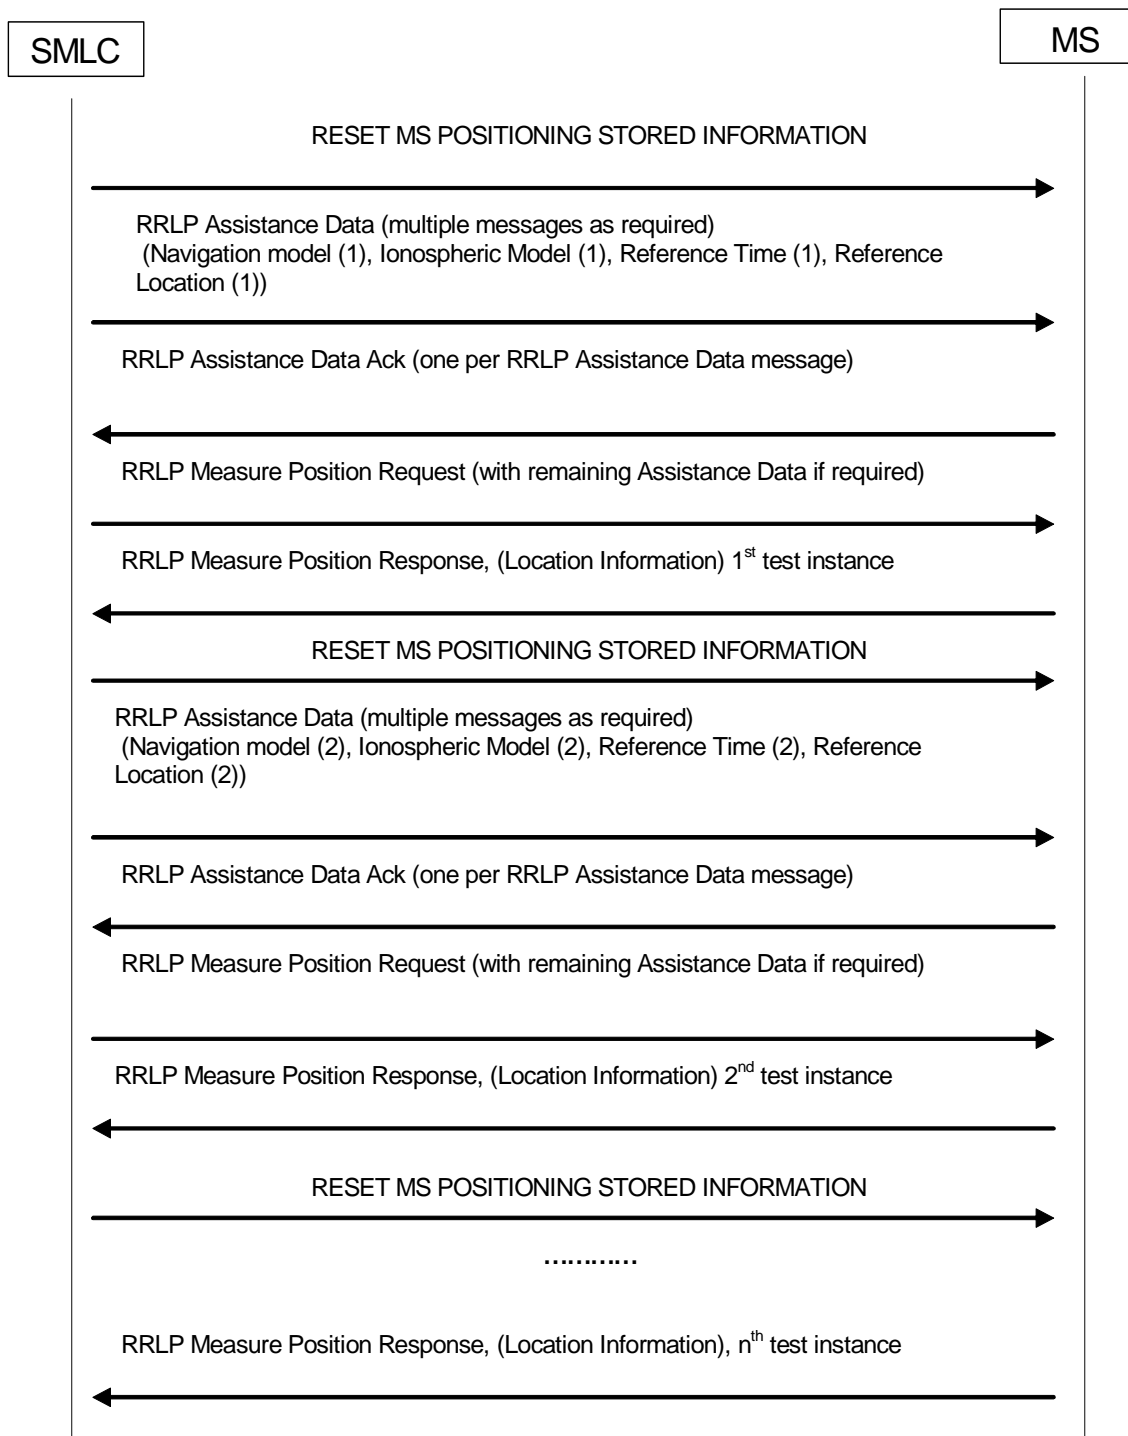 SMLC
MS
RESET MS POSITIONING STORED INFORMATION
RRLP Assistance Data (multiple messages as required)
(Navigation model (1), Ionospheric Model (1), Reference Time (1), Reference
Location (1))
RRLP Assistance Data Ack (one per RRLP Assistance Data message)
RRLP Measure Position Request (with remaining Assistance Data if required)
RRLP Measure Position Response, (Location Information) 1st test instance
RESET MS POSITIONING STORED INFORMATION
RRLP Assistance Data (multiple messages as required)
(Navigation model (2), Ionospheric Model (2), Reference Time (2), Reference
Location (2))
RRLP Assistance Data Ack (one per RRLP Assistance Data message)
RRLP Measure Position Request (with remaining Assistance Data if required)
RRLP Measure Position Response, (Location Information) 2nd test instance
RESET MS POSITIONING STORED INFORMATION
…………
RRLP Measure Position Response, (Location Information), nth test instance